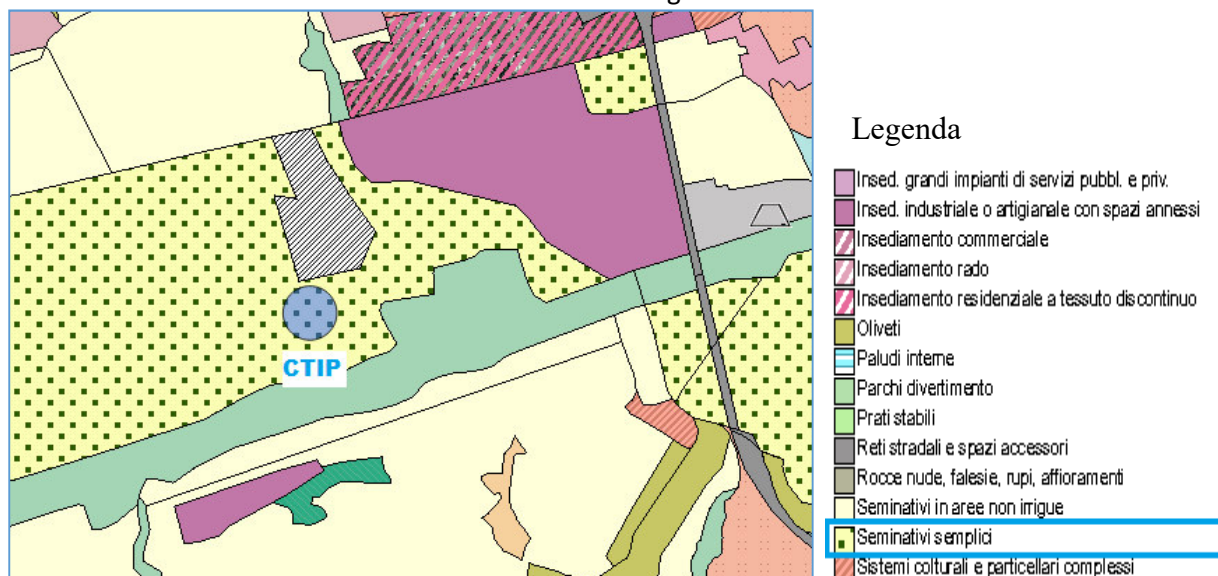 CTIP
Legenda
Insed. grandi impianti di servizi pubbl. e priv.
Insed. industriale o artigianale con spazi annessi
Insediamento commerciale
Insediamento rado
Insediamento residenziale a tessuto discontinuo
Oliveti
Paludi interne
Parchi divertimento
Prati stabili
Reti stradali e spazi accessori
Rocce nude, falesie, rupi, affioramenti
Seminativi in aree non irrigue
Seminativi semplici
Sistemi colturali e particellari complessi